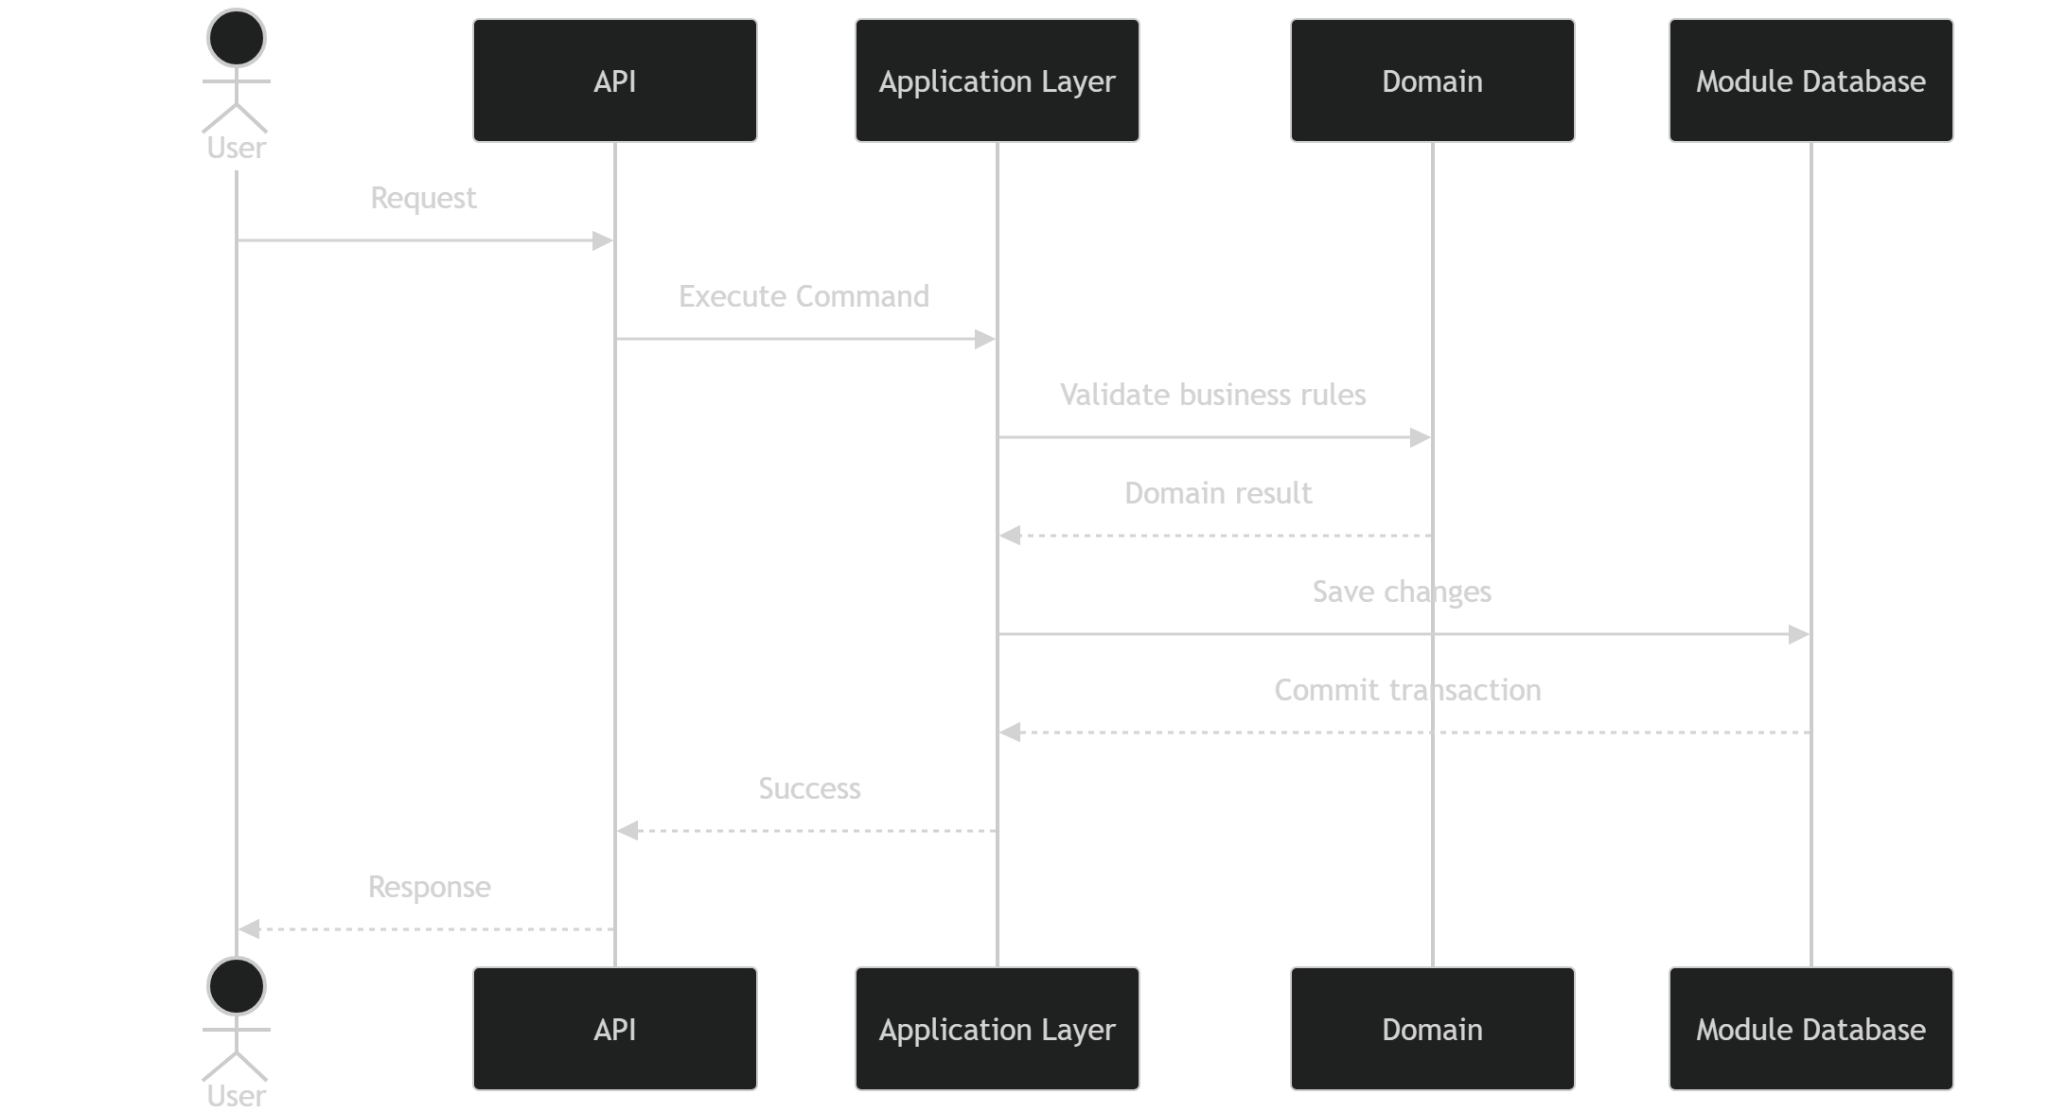 API
Application Layer
Domain
Module Database
User
Request
Execute Command
Validate business rules
Domain result
Save changes
Commit transaction
Success
Response
API
Application Layer
Domain
Module Database
User